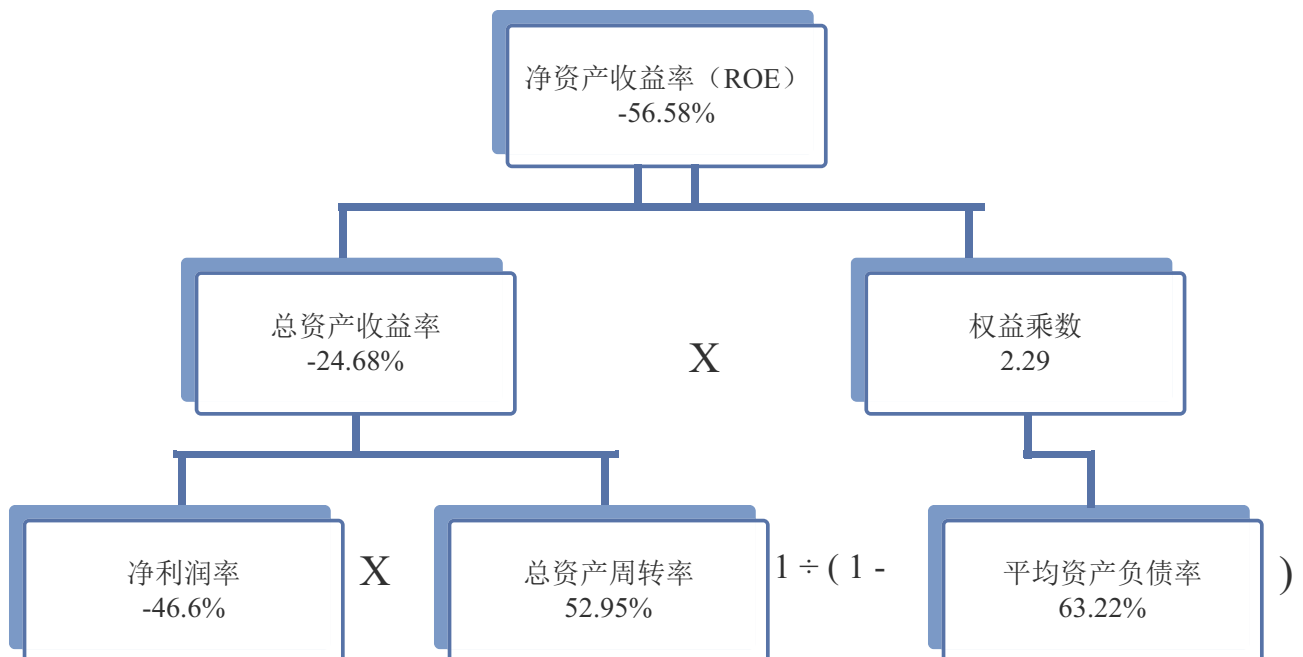 净资产收益率（ROE）
-56.58%
总资产收益率
-24.68%
X
权益乘数
2.29
净利润率
-46.6%
X
总资产周转率
52.95%
1 ÷ ( 1 -
平均资产负债率
63.22%
)